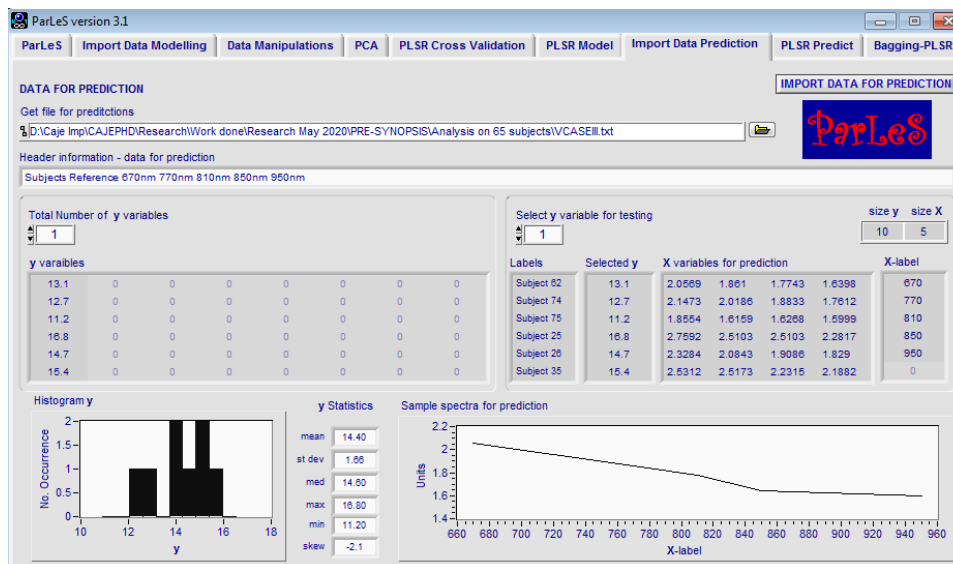 ParLeS version 3.1
ParLeS Import Data Modelling Data Manipulations PCA PLSR Cross Validation PLSR Model Import Data Prediction PLSR Predict Bagging-PLSR
DATA FOR PREDICTION
IMPORT DATA FOR PREDICTION
Get file for preditctions
D:\Caje Imp\CAJEPHD\Research\Work done\Research May 2020\PRE-SYNOPSIS\Analysis on 65 subjects\VCASEIII.txt
ParLeS
Header information - data for prediction
Subjects Reference 670nm 770nm 810nm 850nm 950nm
Total Number of y variables
1
y varaibles
13.1 0 0 0 0 0 0 0
12.7 0 0 0 0 0 0 0
11.2 0 0 0 0 0 0 0
16.8 0 0 0 0 0 0 0
14.7 0 0 0 0 0 0 0
15.4 0 0 0 0 0 0 0
Select y variable for testing
1
size y size X
10 5
Labels Selected y X variables for prediction X-label
Subject 62 13.1 2.0569 1.861 1.7743 1.6398 670
Subject 74 12.7 2.1473 2.0186 1.8833 1.7612 770
Subject 75 11.2 1.8554 1.6159 1.6268 1.5999 810
Subject 25 16.8 2.7592 2.5103 2.5103 2.2817 850
Subject 26 14.7 2.3284 2.0843 1.9086 1.829 950
Subject 35 15.4 2.5312 2.5173 2.2315 2.1882 0
Histogram y
No. Occurrence
2
1.5
1
0.5
0
10 12 14 16 18
y
y Statistics
mean 14.40
st dev 1.66
med 14.60
max 16.80
min 11.20
skew -2.1
Sample spectra for prediction
Units
2.2
2
1.8
1.6
1.4
660 680 700 720 740 760 780 800 820 840 860 880 900 920 940 960
X-label